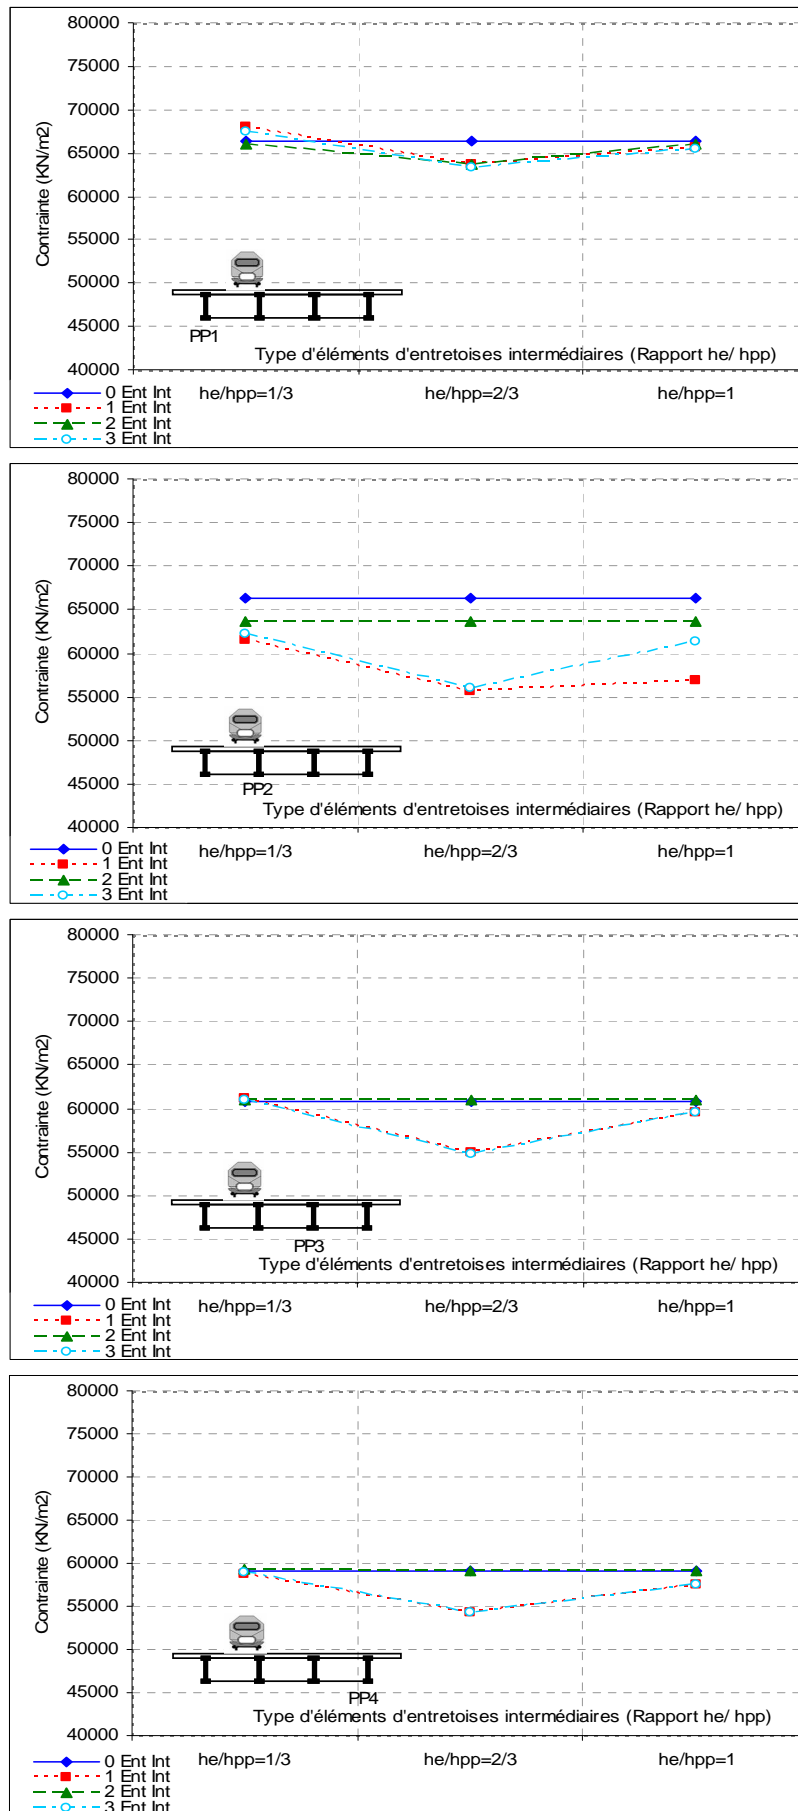 80000
75000
70000
65000
60000
55000
50000
45000
40000
Contrainte (KN/m2)
PP1
Type d'éléments d'entretoises intermédiaires (Rapport he/ hpp)
he/hpp=1/3 he/hpp=2/3 he/hpp=1
0 Ent Int
1 Ent Int
2 Ent Int
3 Ent Int
80000
75000
70000
65000
60000
55000
50000
45000
40000
Contrainte (KN/m2)
PP2
Type d'éléments d'entretoises intermédiaires (Rapport he/ hpp)
he/hpp=1/3 he/hpp=2/3 he/hpp=1
0 Ent Int
1 Ent Int
2 Ent Int
3 Ent Int
80000
75000
70000
65000
60000
55000
50000
45000
40000
Contrainte (KN/m2)
PP3
Type d'éléments d'entretoises intermédiaires (Rapport he/ hpp)
he/hpp=1/3 he/hpp=2/3 he/hpp=1
0 Ent Int
1 Ent Int
2 Ent Int
3 Ent Int
80000
75000
70000
65000
60000
55000
50000
45000
40000
Contrainte (KN/m2)
PP4
Type d'éléments d'entretoises intermédiaires (Rapport he/ hpp)
he/hpp=1/3 he/hpp=2/3 he/hpp=1
0 Ent Int
1 Ent Int
2 Ent Int
3 Ent Int